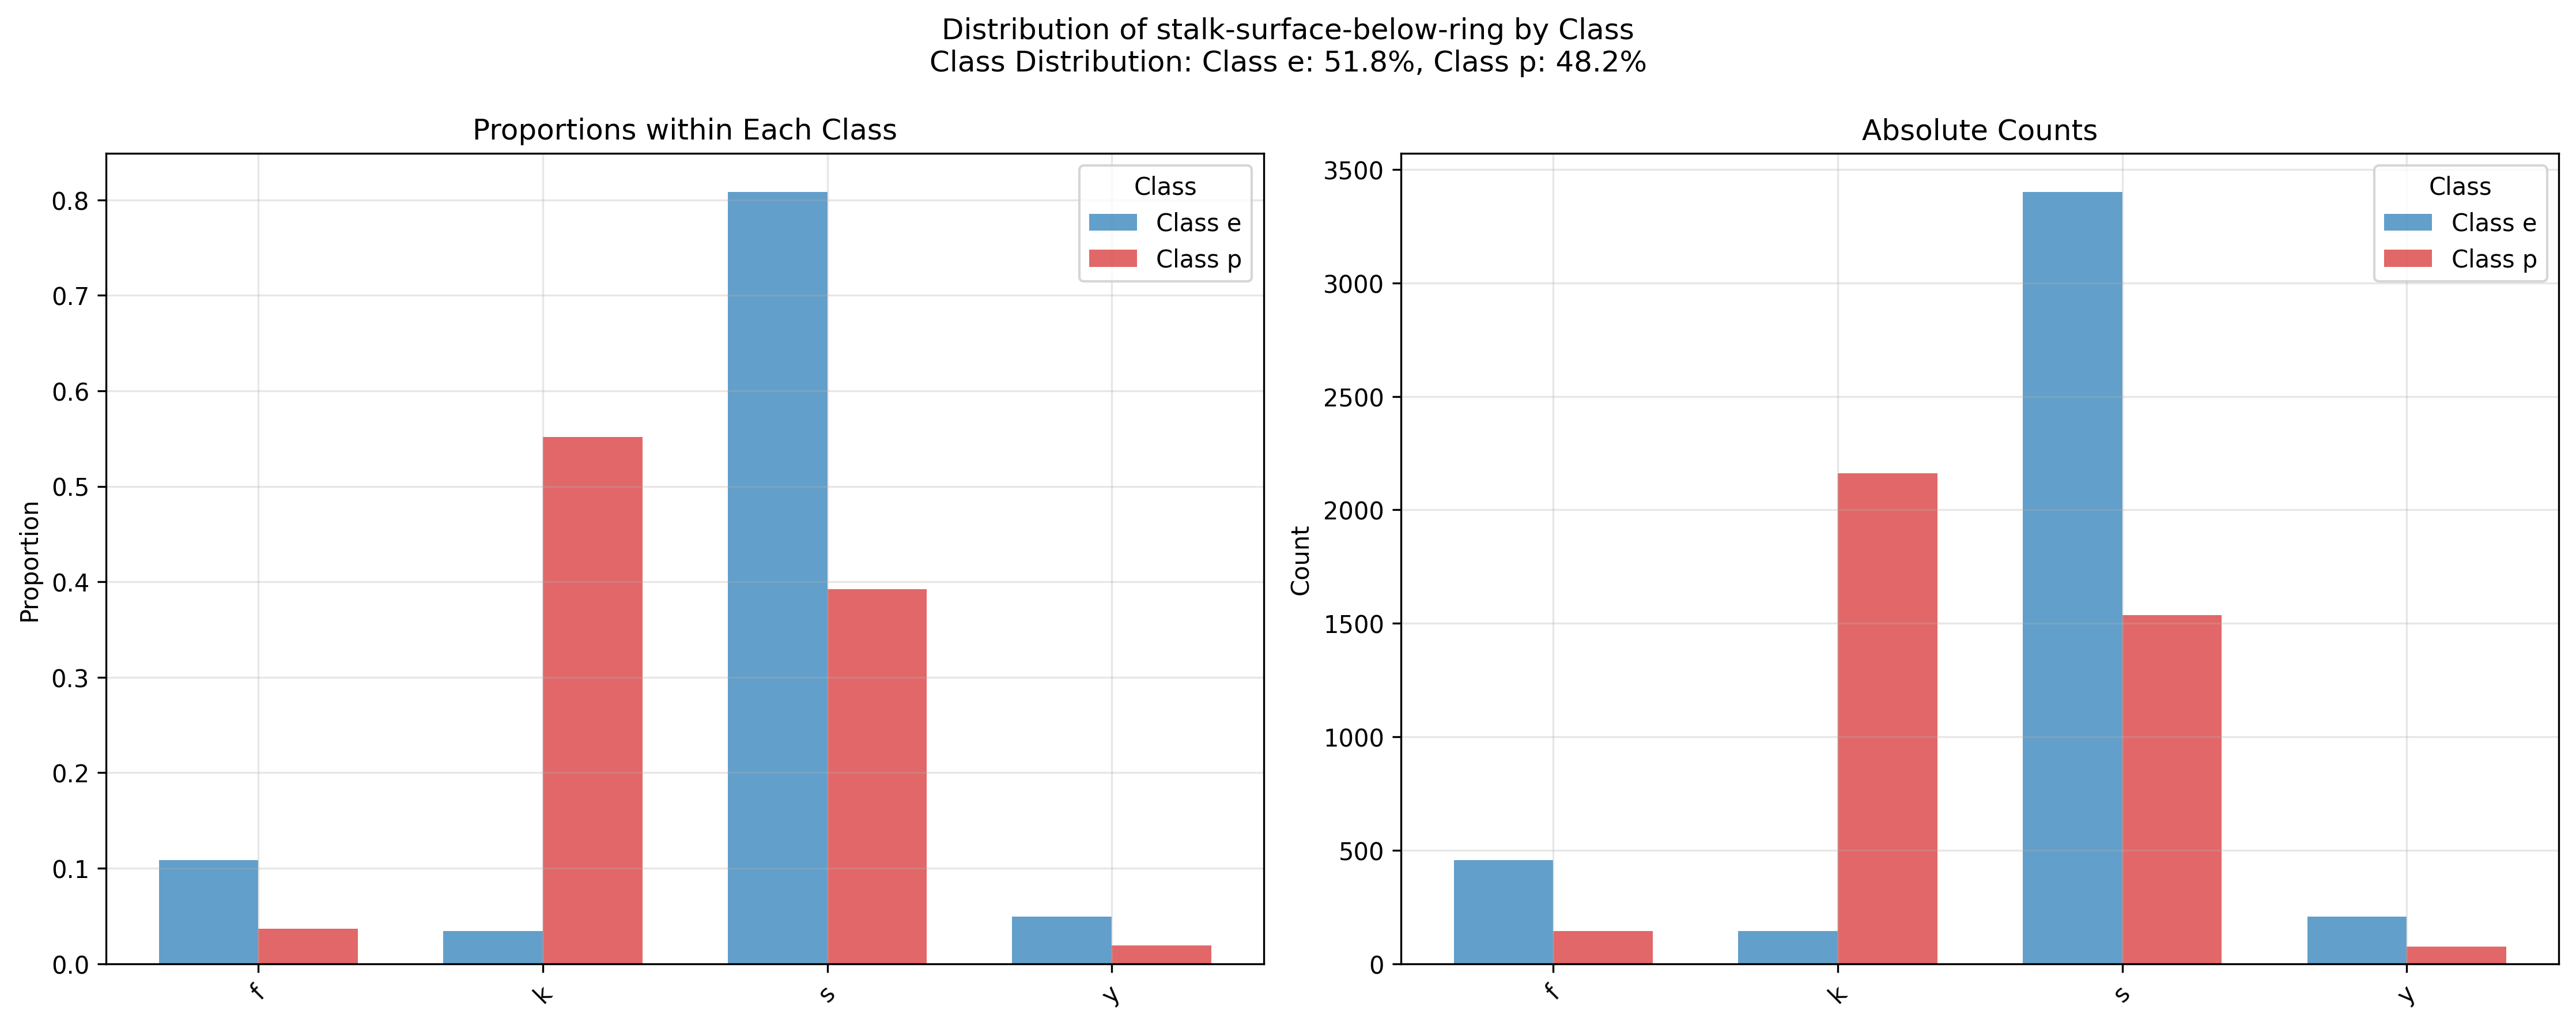 Distribution of stalk-surface-below-ring by Class
Class Distribution: Class e: 51.8%, Class p: 48.2%
Proportions within Each Class
Proportion
0.8
0.7
0.6
0.5
0.4
0.3
0.2
0.1
0.0
f
k
s
y
Class
Class e
Class p
Absolute Counts
Count
3500
3000
2500
2000
1500
1000
500
0
f
k
s
y
Class
Class e
Class p